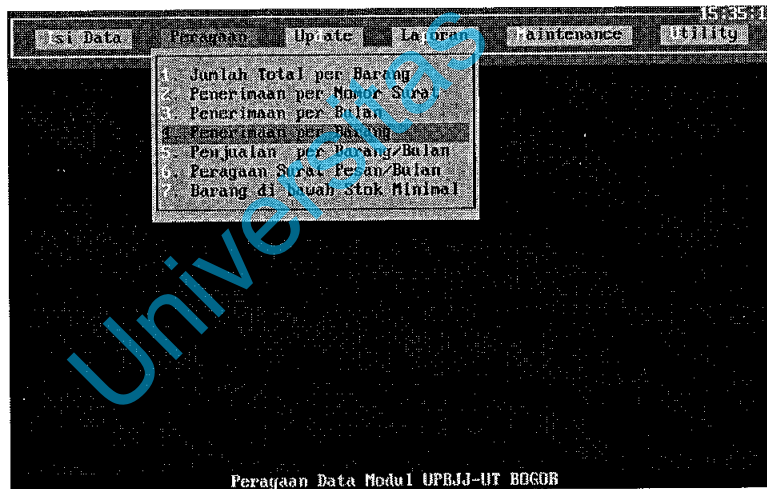 15:35:1
Isi Data Peragaan Update Laporan Maintenance Utility
1. Jumlah Total per Barang
2. Penerimaan per Nomor Surat
3. Penerimaan per Bulan
4. Penerimaan per Barang
5. Penjualan per Barang/Bulan
6. Peragaan Surat Pesan/Bulan
7. Barang di bawah Stok Minimal
Universitas
Peragaan Data Modul UPBJJ-UT BOGOR